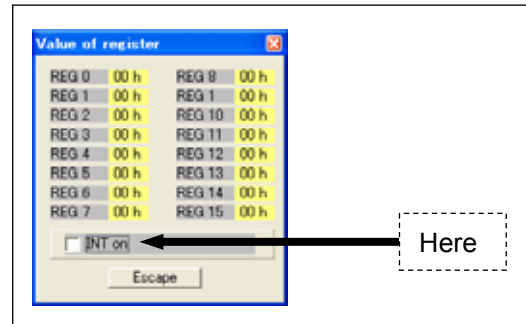 Value of register
REG 0 00 h REG 8 00 h
REG 1 00 h REG 1 00 h
REG 2 00 h REG 10 00 h
REG 3 00 h REG 11 00 h
REG 4 00 h REG 12 00 h
REG 5 00 h REG 13 00 h
REG 6 00 h REG 14 00 h
REG 7 00 h REG 15 00 h
INT on
Here
Escape